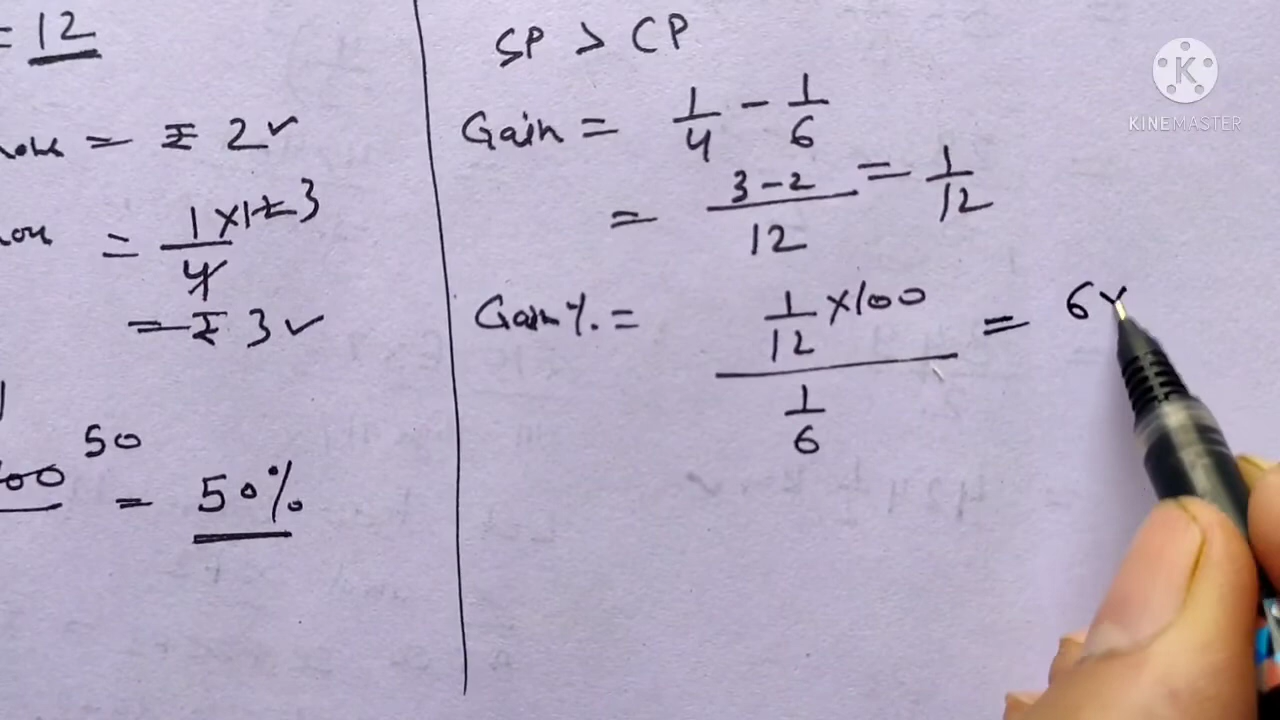 = 12
= ₹ 2 ✓
= 1/4 × 12 3
= ₹ 3 ✓
50
= 50%
SP > CP
Gain = 1/4 - 1/6
= 3-2/12 = 1/12
Gain %. = 1/12 × 100 / 1/6 = 6 ×
KINEMASTER